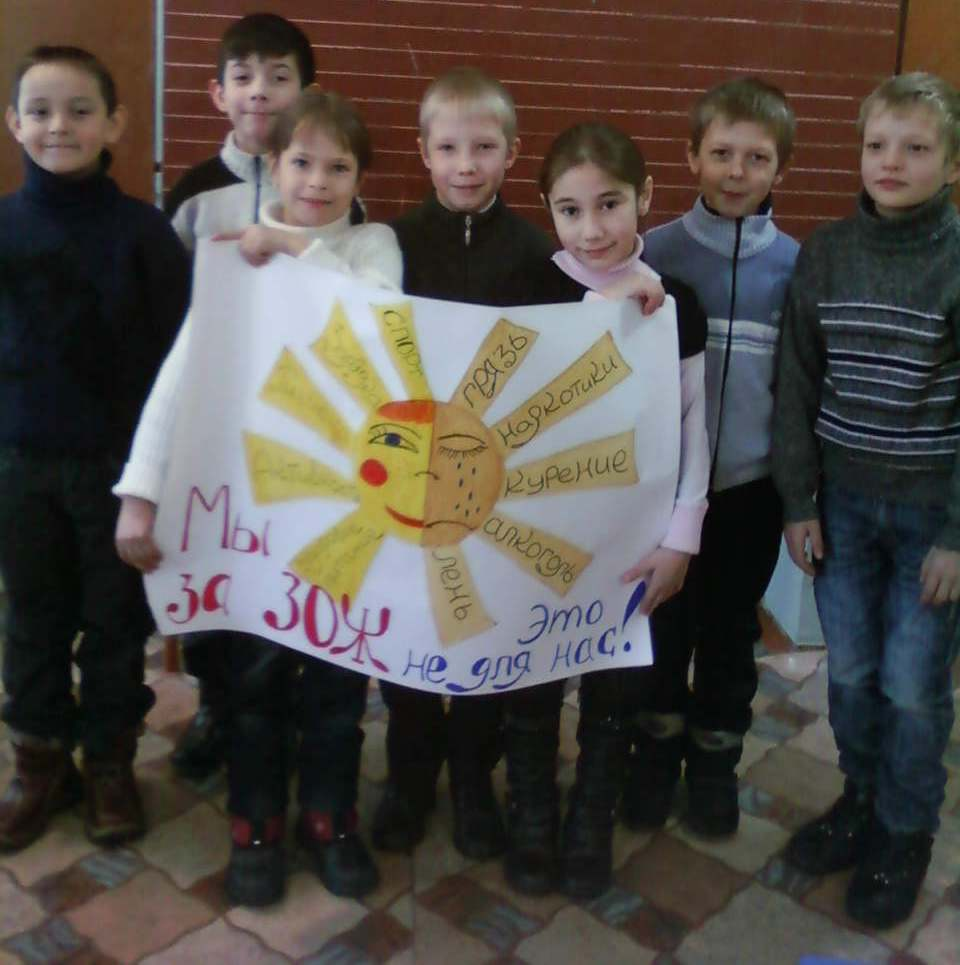 спорт
грязь
наркотики
курение
алкоголь
лень
Мы
за ЗОЖ
Это
не для нас!